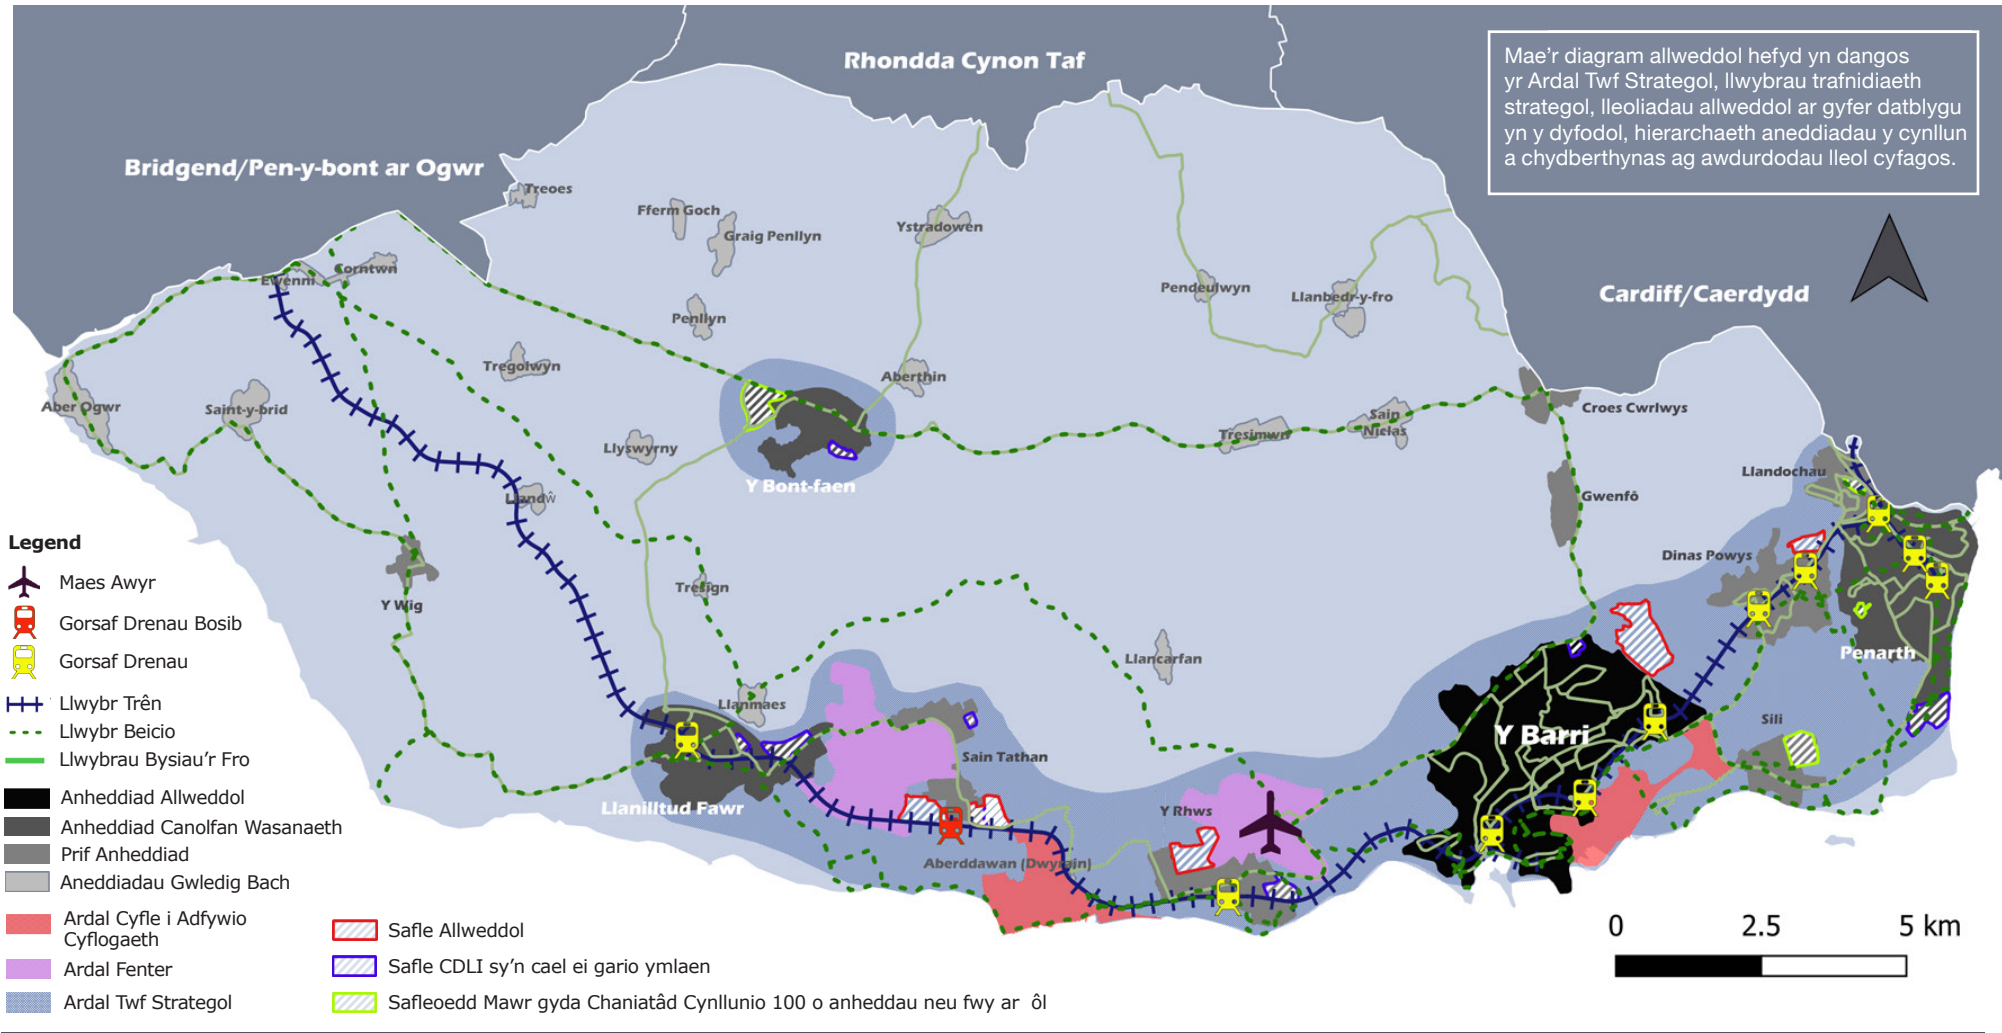 Rhondda Cynon Taf
Mae'r diagram allweddol hefyd yn dangos
yr Ardal Twf Strategol, llwybrau trafnidiaeth
strategol, lleoliadau allweddol ar gyfer datblygu
yn y dyfodol, hierarchaeth aneddiadau y cynllun
a chydberthynas ag awdurdodau lleol cyfagos.
Bridgend/Pen-y-bont ar Ogwr
Cardiff/Caerdydd
Treoes
Fferm Goch
Graig Penllyn
Ystradowen
Corntwn
Ewenni
Pendeulwyn
Llanbedr-y-fro
Penllyn
Tregolwyn
Aberthin
Aber Ogwr
Saint-y-brid
Croes Cwrlwys
Sain
Niclas
Tresimwn
Llyswyrny
Y Bont-faen
Llandochau
Llandŵ
Gwenfô
Dinas Powys
Tresign
Y Wig
Llancarfan
Penarth
Llanmaes
Sili
Y Barri
Sain Tathan
Llanilltud Fawr
Y Rhws
Aberddawan (Dwyrain)
Legend
Maes Awyr
Gorsaf Drenau Bosib
Gorsaf Drenau
Llwybr Trên
Llwybr Beicio
Llwybrau Bysiau'r Fro
Anheddiad Allweddol
Anheddiad Canolfan Wasanaeth
Prif Anheddiad
Aneddiadau Gwledig Bach
Ardal Cyfle i Adfywio
Cyflogaeth
Ardal Fenter
Ardal Twf Strategol
Safle Allweddol
Safle CDLl sy'n cael ei gario ymlaen
Safleoedd Mawr gyda Chaniatâd Cynllunio 100 o anheddau neu fwy ar ôl
0 2.5 5 km